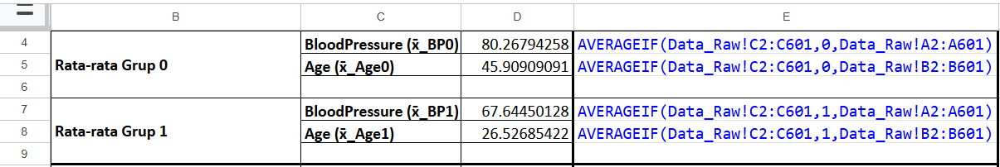 B C D E
4 BloodPressure (x̄_BP0) 80.26794258 AVERAGEIF(Data_Raw!C2:C601,0,Data_Raw!A2:A601)
5 Rata-rata Grup 0 Age (x̄_Age0) 45.90909091 AVERAGEIF(Data_Raw!C2:C601,0,Data_Raw!B2:B601)
6
7 BloodPressure (x̄_BP1) 67.64450128 AVERAGEIF(Data_Raw!C2:C601,1,Data_Raw!A2:A601)
8 Rata-rata Grup 1 Age (x̄_Age1) 26.52685422 AVERAGEIF(Data_Raw!C2:C601,1,Data_Raw!B2:B601)
9